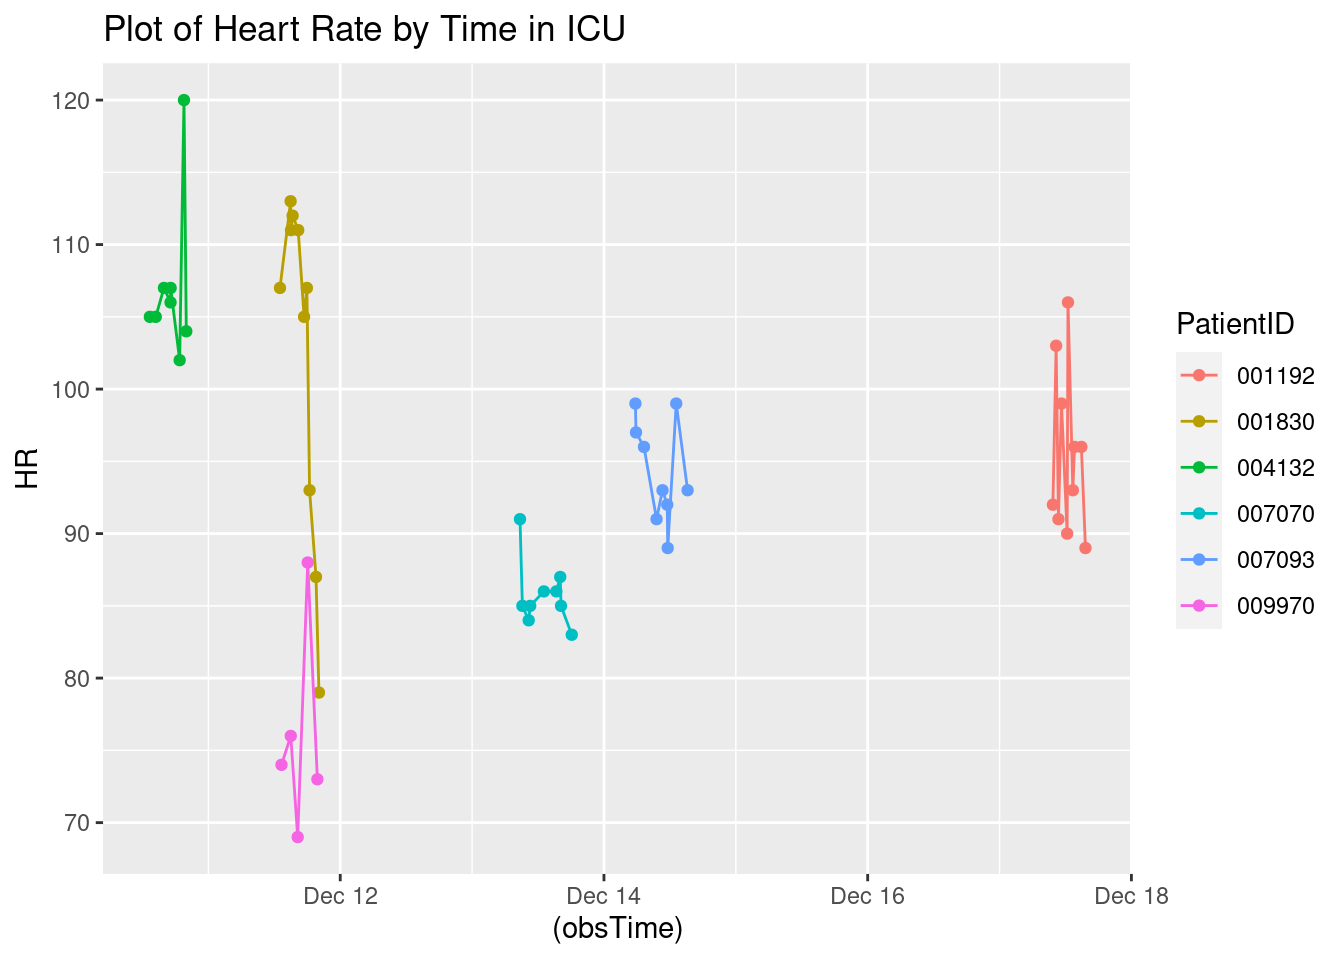 Plot of Heart Rate by Time in ICU
120
110
100
90
80
70
HR
Dec 12 Dec 14 Dec 16 Dec 18
(obsTime)
PatientID
001192
001830
004132
007070
007093
009970